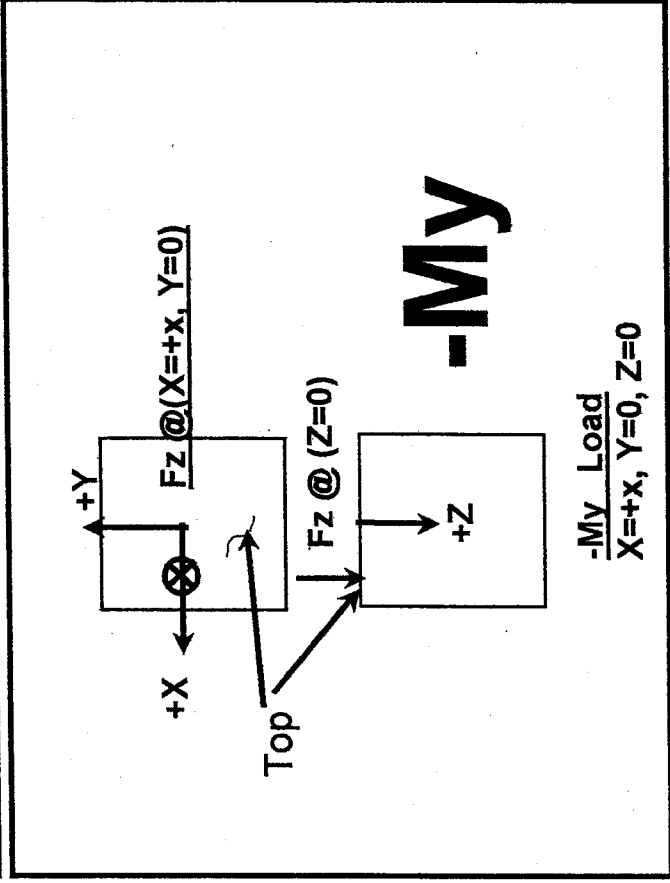 +Y
+X
Fz @(X=+x, Y=0)
Top
Fz @ (Z=0)
+Z
-My
-My Load
X=+x, Y=0, Z=0